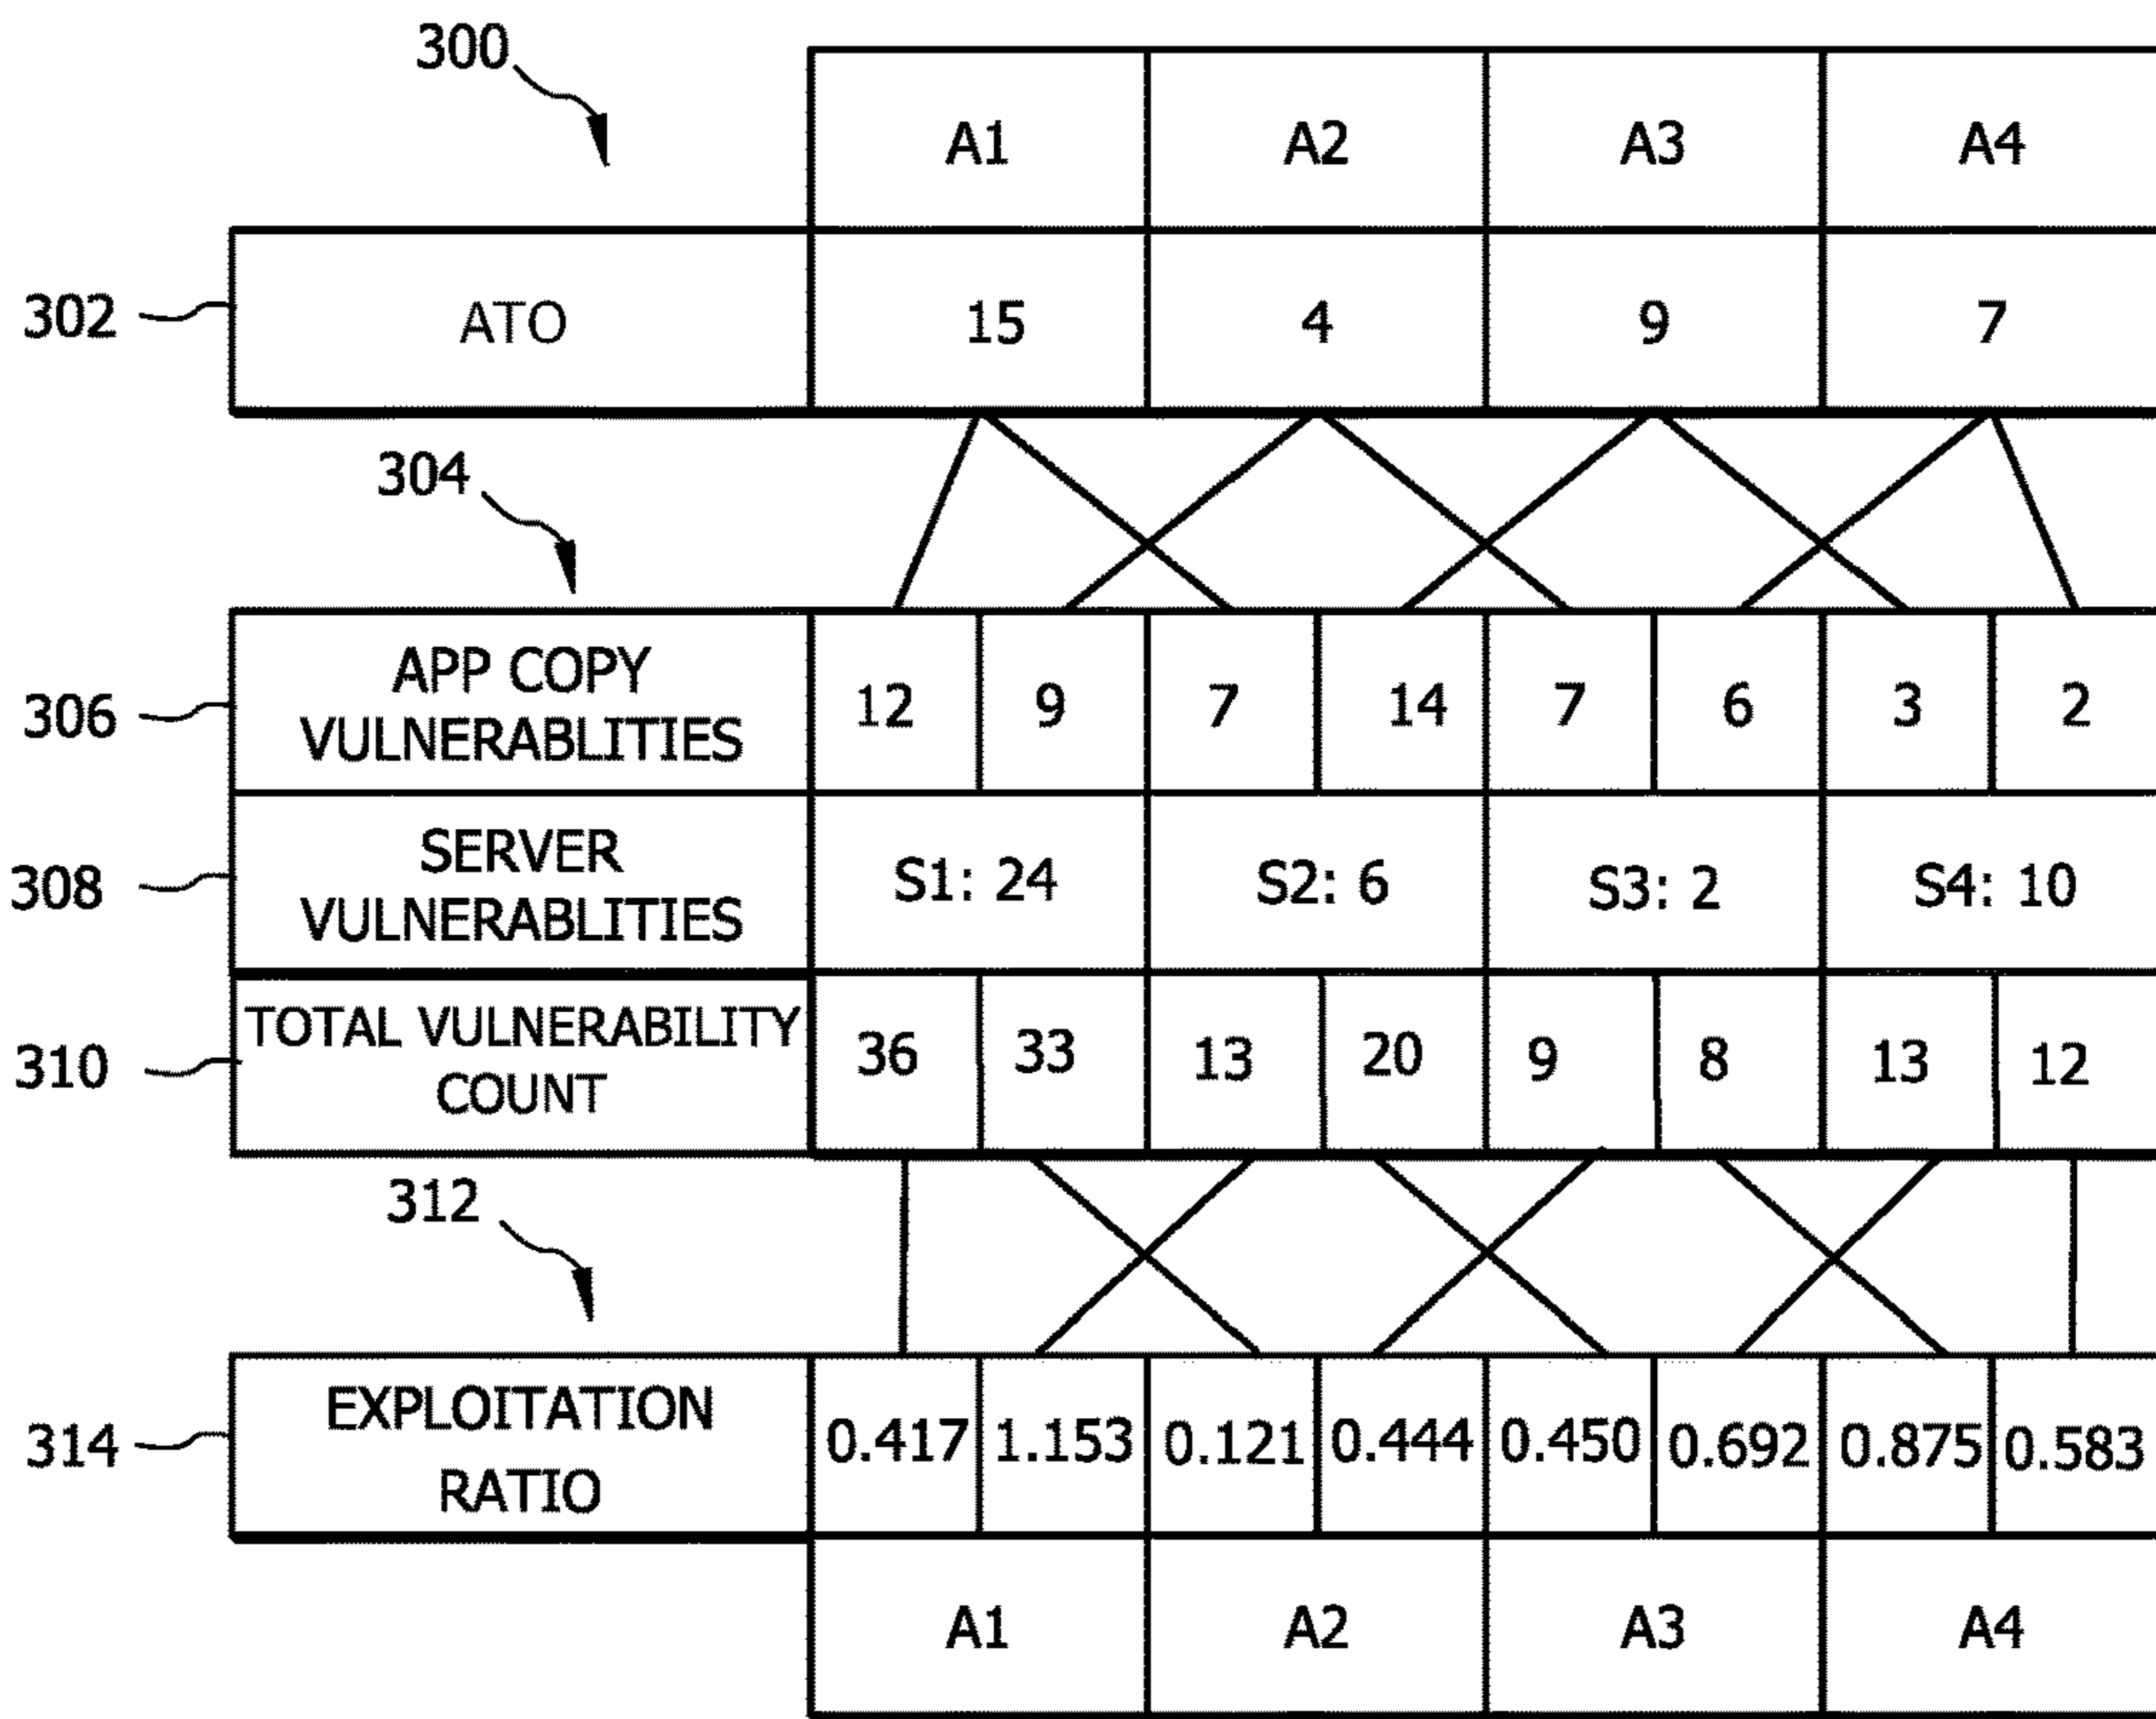 300
A1 A2 A3 A4
302 ATO 15 4 9 7
304
306 APP COPY
VULNERABLITIES 12 9 7 14 7 6 3 2
308 SERVER
VULNERABLITIES S1: 24 S2: 6 S3: 2 S4: 10
310 TOTAL VULNERABILITY
COUNT 36 33 13 20 9 8 13 12
312
314 EXPLOITATION
RATIO 0.417 1.153 0.121 0.444 0.450 0.692 0.875 0.583
A1 A2 A3 A4